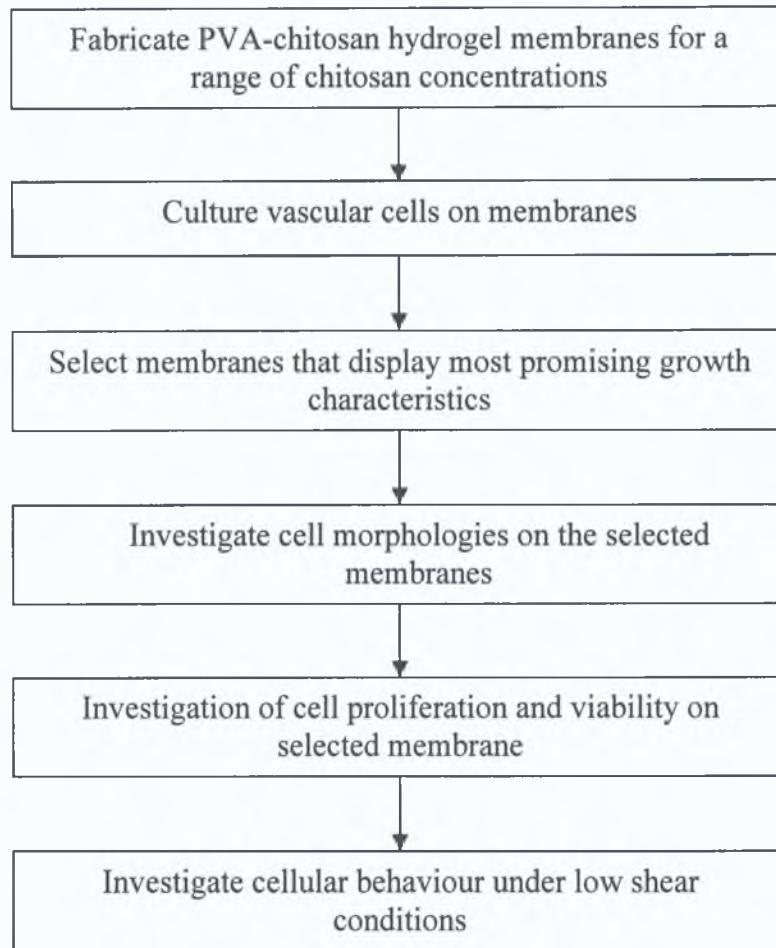 Fabricate PVA-chitosan hydrogel membranes for a
range of chitosan concentrations
Culture vascular cells on membranes
Select membranes that display most promising growth
characteristics
Investigate cell morphologies on the selected
membranes
Investigation of cell proliferation and viability on
selected membrane
Investigate cellular behaviour under low shear
conditions